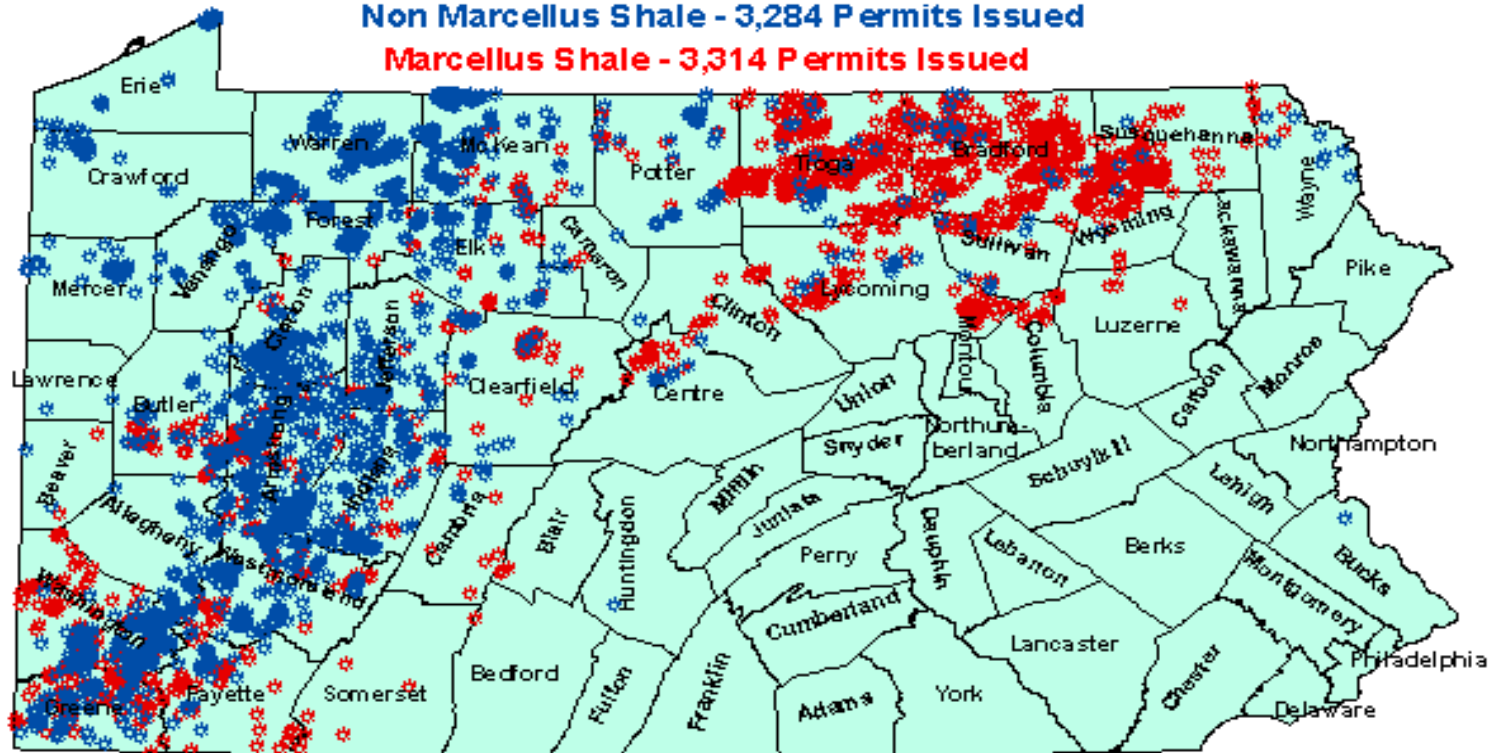 Non Marcellus Shale - 3,284 Permits Issued
Marcellus Shale - 3,314 Permits Issued
Erie
Warren
McKean
Potter
Tioga
Bradford
Susquehanna
Wayne
Crawford
Forest
Elk
Cameron
Sullivan
Wyoming
Lackawanna
Pike
Mercer
Venango
Clarion
Jefferson
Clinton
Lycoming
Luzerne
Monroe
Lawrence
Butler
Armstrong
Clearfield
Centre
Union
Montour
Columbia
Carbon
Northampton
Beaver
Indiana
Snyder
Northum-
berland
Schuylkill
Lehigh
Allegheny
Westmoreland
Cambria
Blair
Huntingdon
Mifflin
Juniata
Perry
Dauphin
Lebanon
Berks
Bucks
Montgomery
Washington
Cumberland
Lancaster
Chester
Philadelphia
Delaware
Greene
Fayette
Somerset
Bedford
Fulton
Franklin
Adams
York